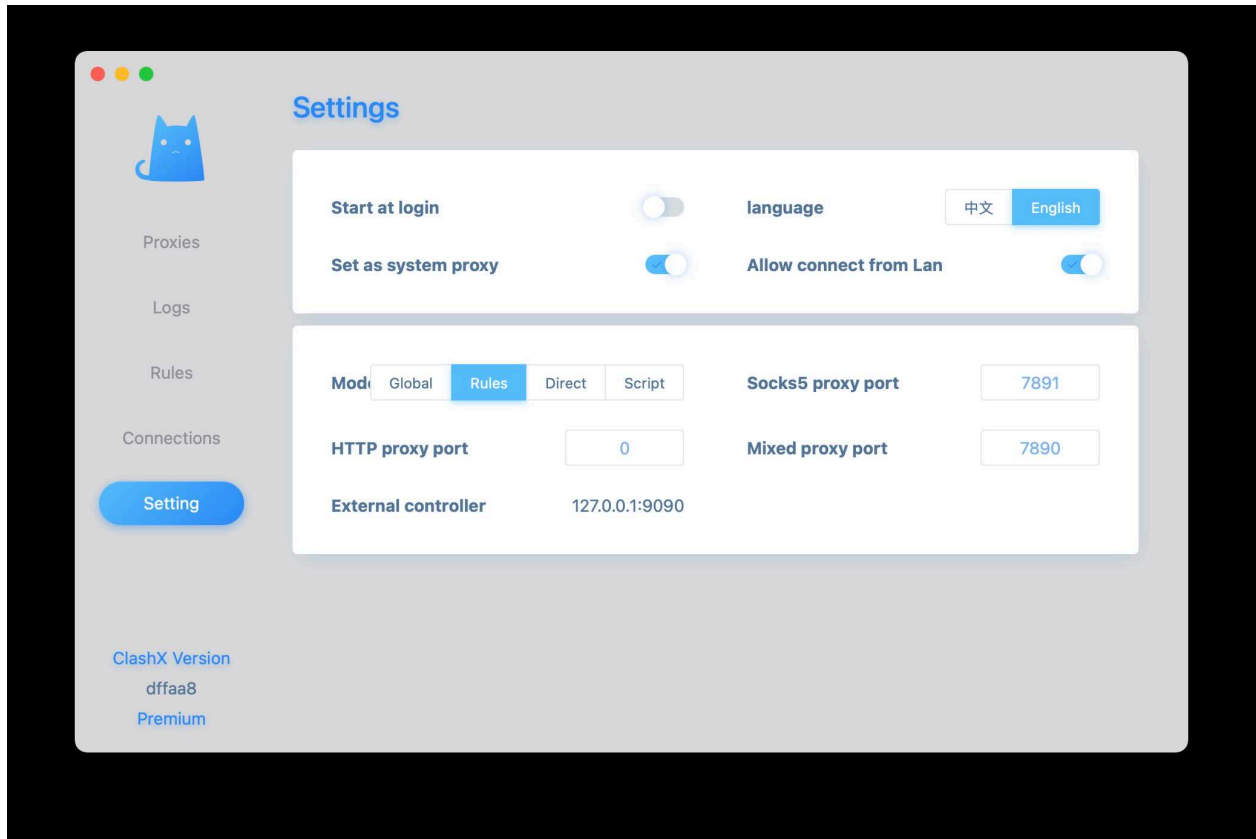 Settings
Start at login
language
中文
English
Set as system proxy
Allow connect from Lan
Proxies
Logs
Rules
Connections
Setting
Mod
Global
Rules
Direct
Script
Socks5 proxy port
7891
HTTP proxy port
0
Mixed proxy port
7890
External controller
127.0.0.1:9090
ClashX Version
dffaa8
Premium